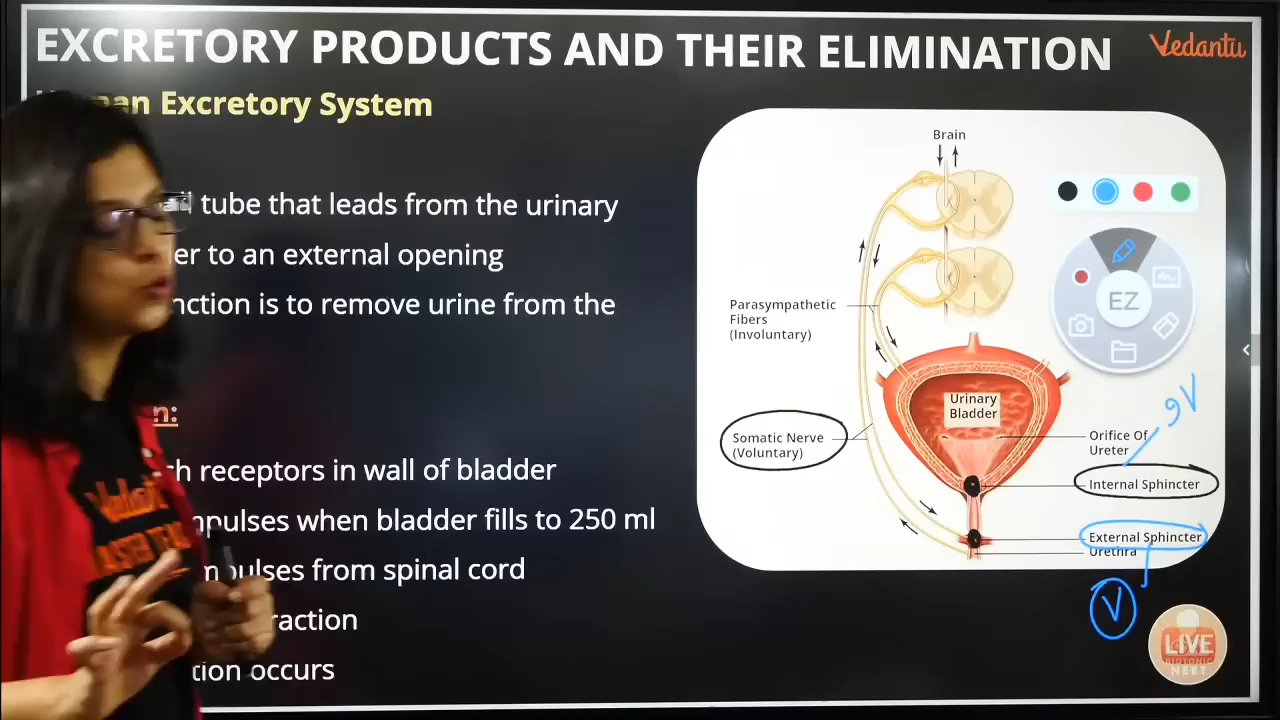 EXCRETORY PRODUCTS AND THEIR ELIMINATION
Vedantu
Excretory System
tube that leads from the urinary
er to an external opening
nction is to remove urine from the
n:
ch receptors in wall of bladder
npulses when bladder fills to 250 ml
mpulses from spinal cord
raction
tion occurs
Brain
Parasympathetic
Fibers
(Involuntary)
Somatic Nerve
(Voluntary)
Urinary
Bladder
Orifice Of
Ureter
Internal Sphincter
External Sphincter
Urethra
EZ
V
LIVE
NEET